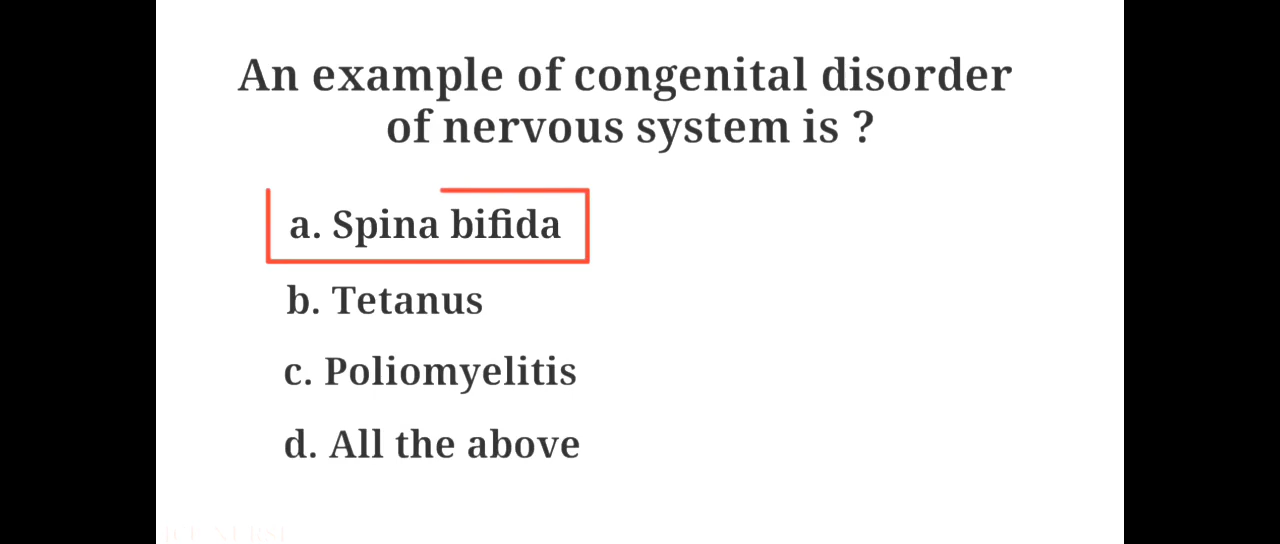 An example of congenital disorder
of nervous system is ?
a. Spina bifida
b. Tetanus
c. Poliomyelitis
d. All the above